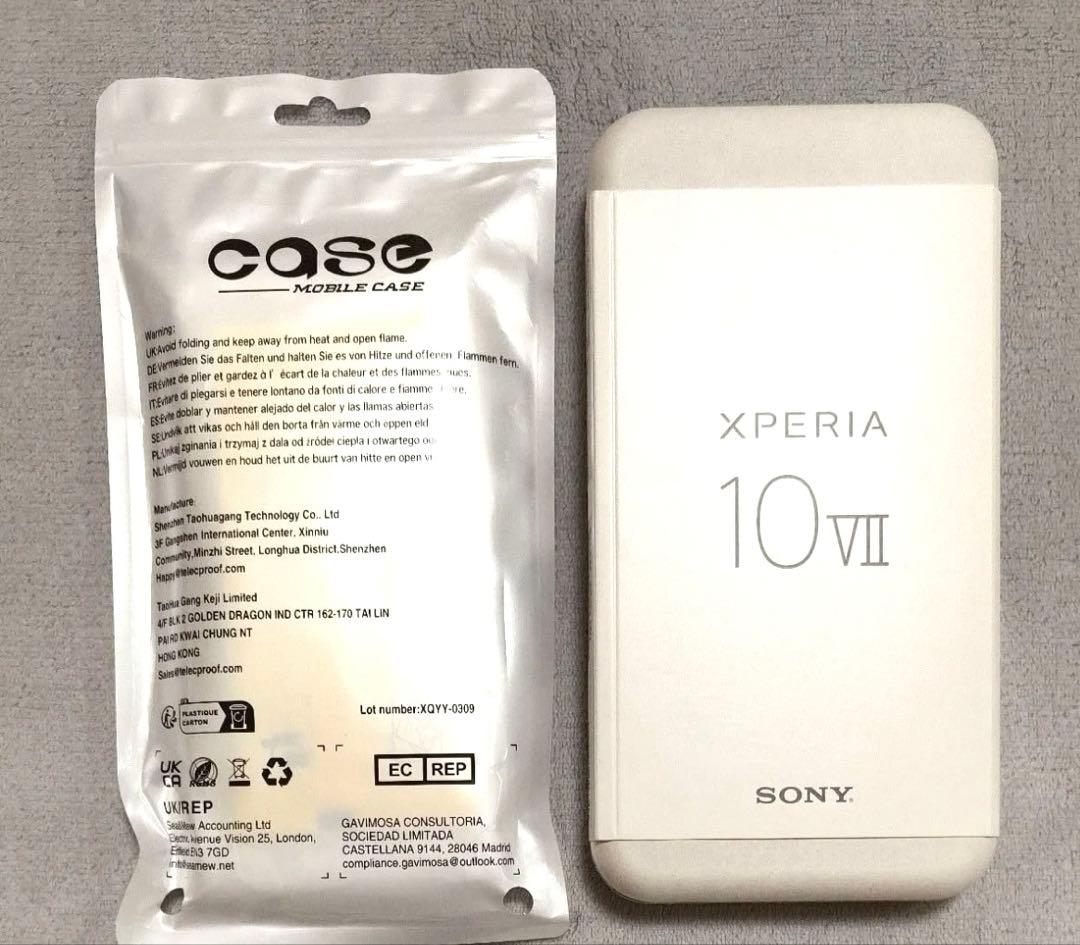 case
MOBILE CASE
Warning:
UK:Avoid folding and keep away from heat and open flame.
DE:Vermeiden Sie das Falten und halten Sie es von Hitze und offenen Flammen fern.
FR:Évitez de plier et gardez à l' écart de la chaleur et des flammes nues.
IT:Evitare di piegarsi e tenere lontano da fonti di calore e fiamme
ES:Evite doblar y mantener alejado del calor y las llamas abiertas
SE:Undvik att vikas och håll den borta från värme och öppen eld
PL:Unikaj zginania i trzymaj z dala od źródeł ciepła i otwartego
NL:Vermijd vouwen en houd het uit de buurt van hitte en open
Manufacture:
Shenzhen Taohuagang Technology Co.. Ltd
3F Gangshen International Center, Xinniu
Community,Minzhi Street, Longhua District,Shenzhen
Happy@telecproof.com
TaoHua Gang Keji Limited
4/F BLK 2 GOLDEN DRAGON IND CTR 162-170 TAI LIN
PAI RD KWAI CHUNG NT
HONG KONG
Sales@telecproof.com
PLASTIQUE
CARTON
Lot number:XQYY-0309
UK
CA
ROHS
EC REP
UK/REP
Accounting Ltd
Avenue Vision 25, London,
Enfield EN3 7GD
GAVIMOSA CONSULTORIA,
SOCIEDAD LIMITADA
CASTELLANA 9144, 28046 Madrid
compliance.gavimosa@outlook.com
XPERIA
10 VII
SONY